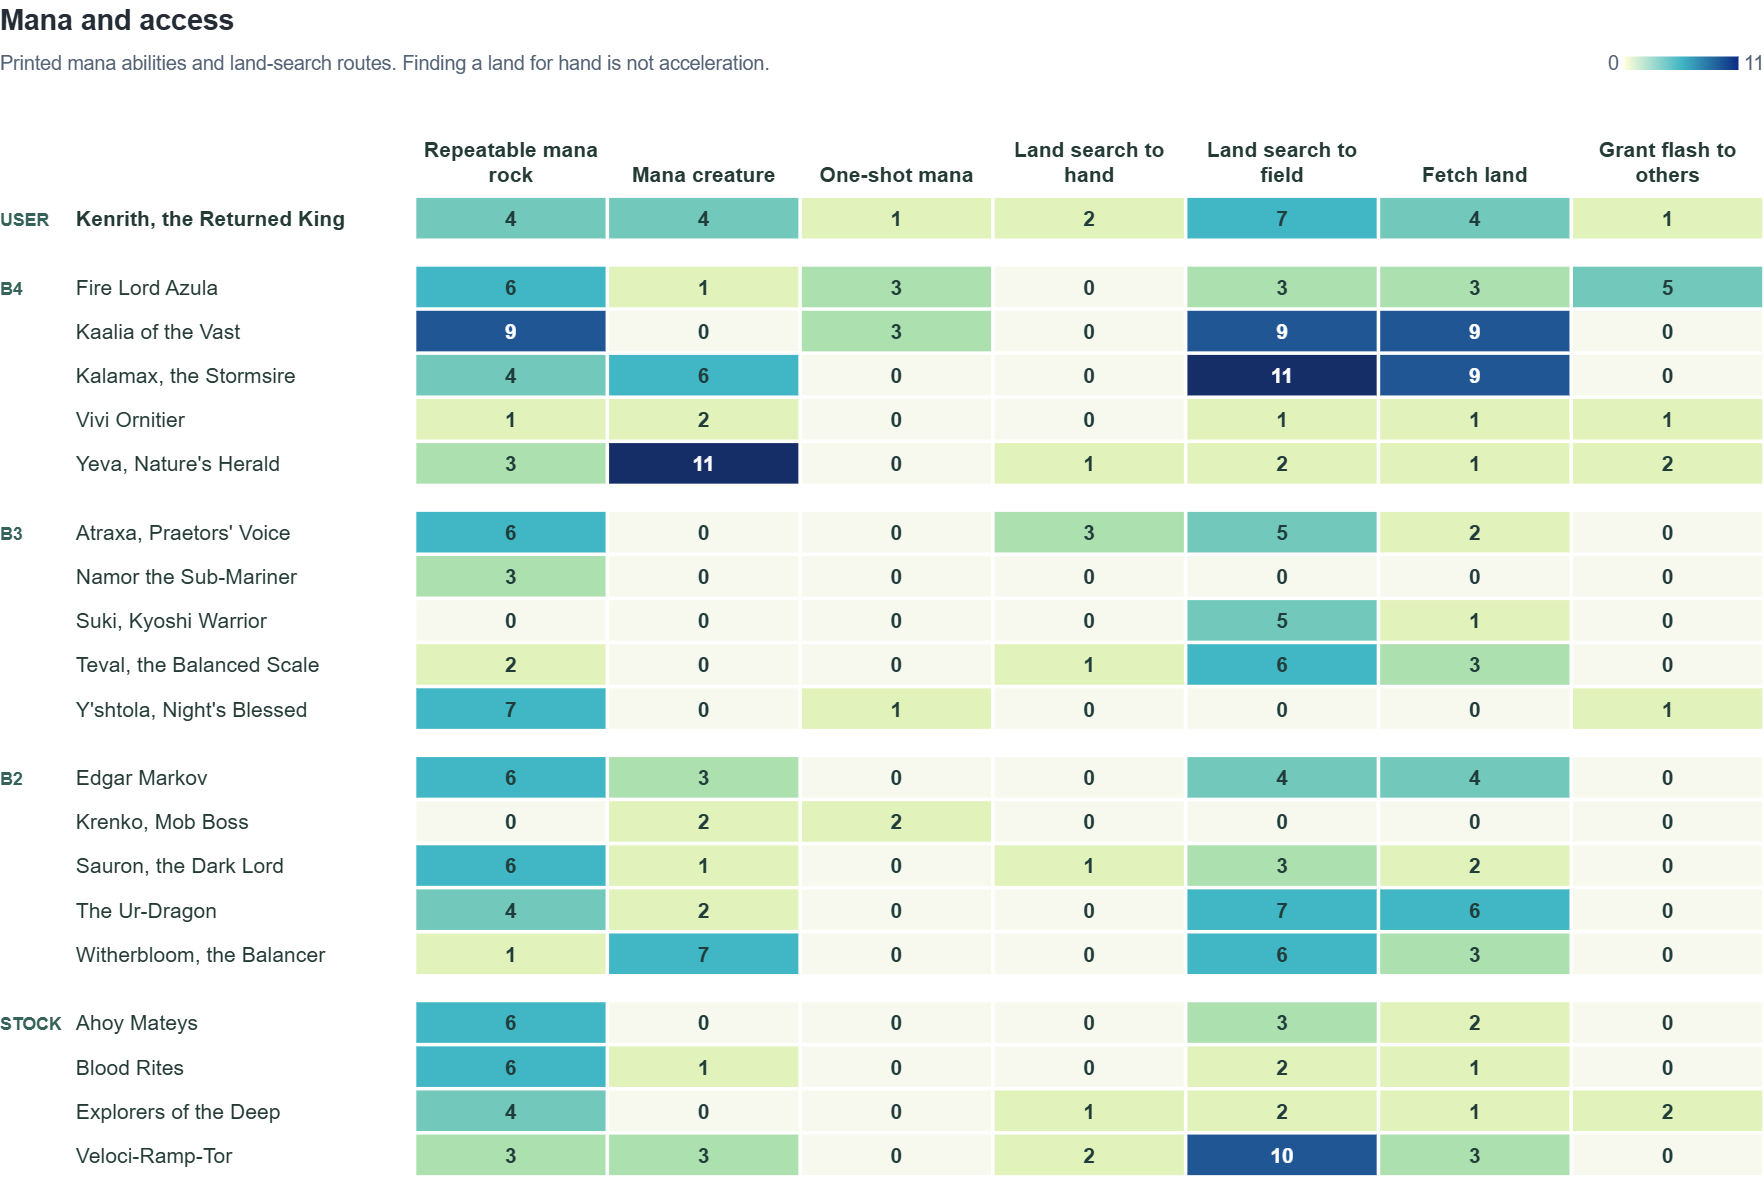 Mana and access
Printed mana abilities and land-search routes. Finding a land for hand is not acceleration.
0 11
Repeatable mana rock Mana creature One-shot mana Land search to hand Land search to field Fetch land Grant flash to others
USER Kenrith, the Returned King 4 4 1 2 7 4 1
B4 Fire Lord Azula 6 1 3 0 3 3 5
Kaalia of the Vast 9 0 3 0 9 9 0
Kalamax, the Stormsire 4 6 0 0 11 9 0
Vivi Ornitier 1 2 0 0 1 1 1
Yeva, Nature's Herald 3 11 0 1 2 1 2
B3 Atraxa, Praetors' Voice 6 0 0 3 5 2 0
Namor the Sub-Mariner 3 0 0 0 0 0 0
Suki, Kyoshi Warrior 0 0 0 0 5 1 0
Teval, the Balanced Scale 2 0 0 1 6 3 0
Y'shtola, Night's Blessed 7 0 1 0 0 0 1
B2 Edgar Markov 6 3 0 0 4 4 0
Krenko, Mob Boss 0 2 2 0 0 0 0
Sauron, the Dark Lord 6 1 0 1 3 2 0
The Ur-Dragon 4 2 0 0 7 6 0
Witherbloom, the Balancer 1 7 0 0 6 3 0
STOCK Ahoy Mateys 6 0 0 0 3 2 0
Blood Rites 6 1 0 0 2 1 0
Explorers of the Deep 4 0 0 1 2 1 2
Veloci-Ramp-Tor 3 3 0 2 10 3 0